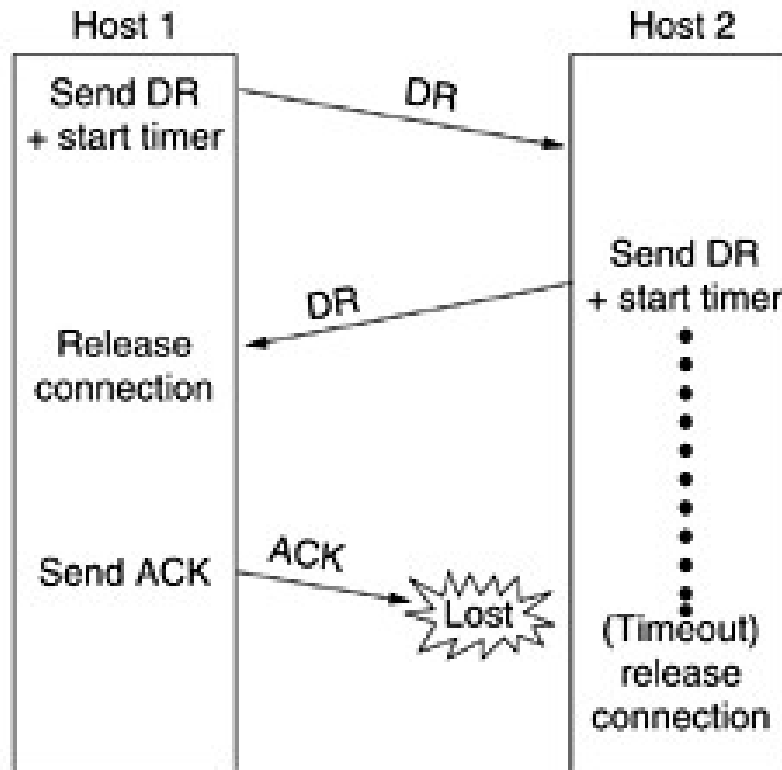 Host 1
Host 2
Send DR
+ start timer
DR
Send DR
+ start timer
DR
Release
connection
Send ACK
ACK
Lost
(Timeout)
release
connection